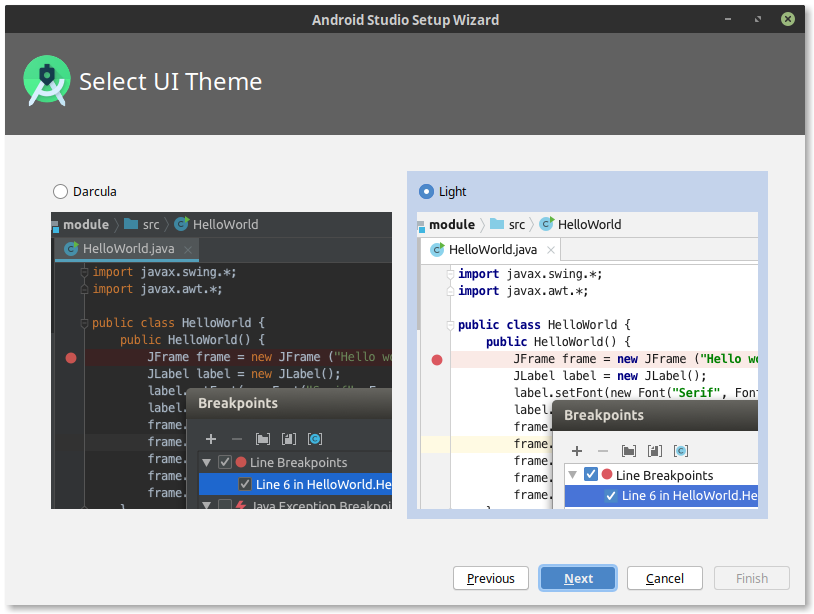 Android Studio Setup Wizard
Select UI Theme
Darcula
module src HelloWorld
HelloWorld.java
import javax.swing.*;
import javax.awt.*;
public class HelloWorld {
public HelloWorld() {
JFrame frame = new JFrame ("Hello
JLabel label = new JLabel();
label.
label.
frame.
frame.
frame.
frame.
frame.
}
Breakpoints
Line Breakpoints
Line 6 in HelloWorld.He
Java Exception Breakpoi
Light
module src HelloWorld
HelloWorld.java
import javax.swing.*;
import javax.awt.*;
public class HelloWorld {
public HelloWorld() {
JFrame frame = new JFrame ("Hello
JLabel label = new JLabel();
label.setFont(new Font("Serif", Font
label.
frame.
frame.
frame.
frame.
frame.
}
Breakpoints
Line Breakpoints
Line 6 in HelloWorld.He
Previous
Next
Cancel
Finish